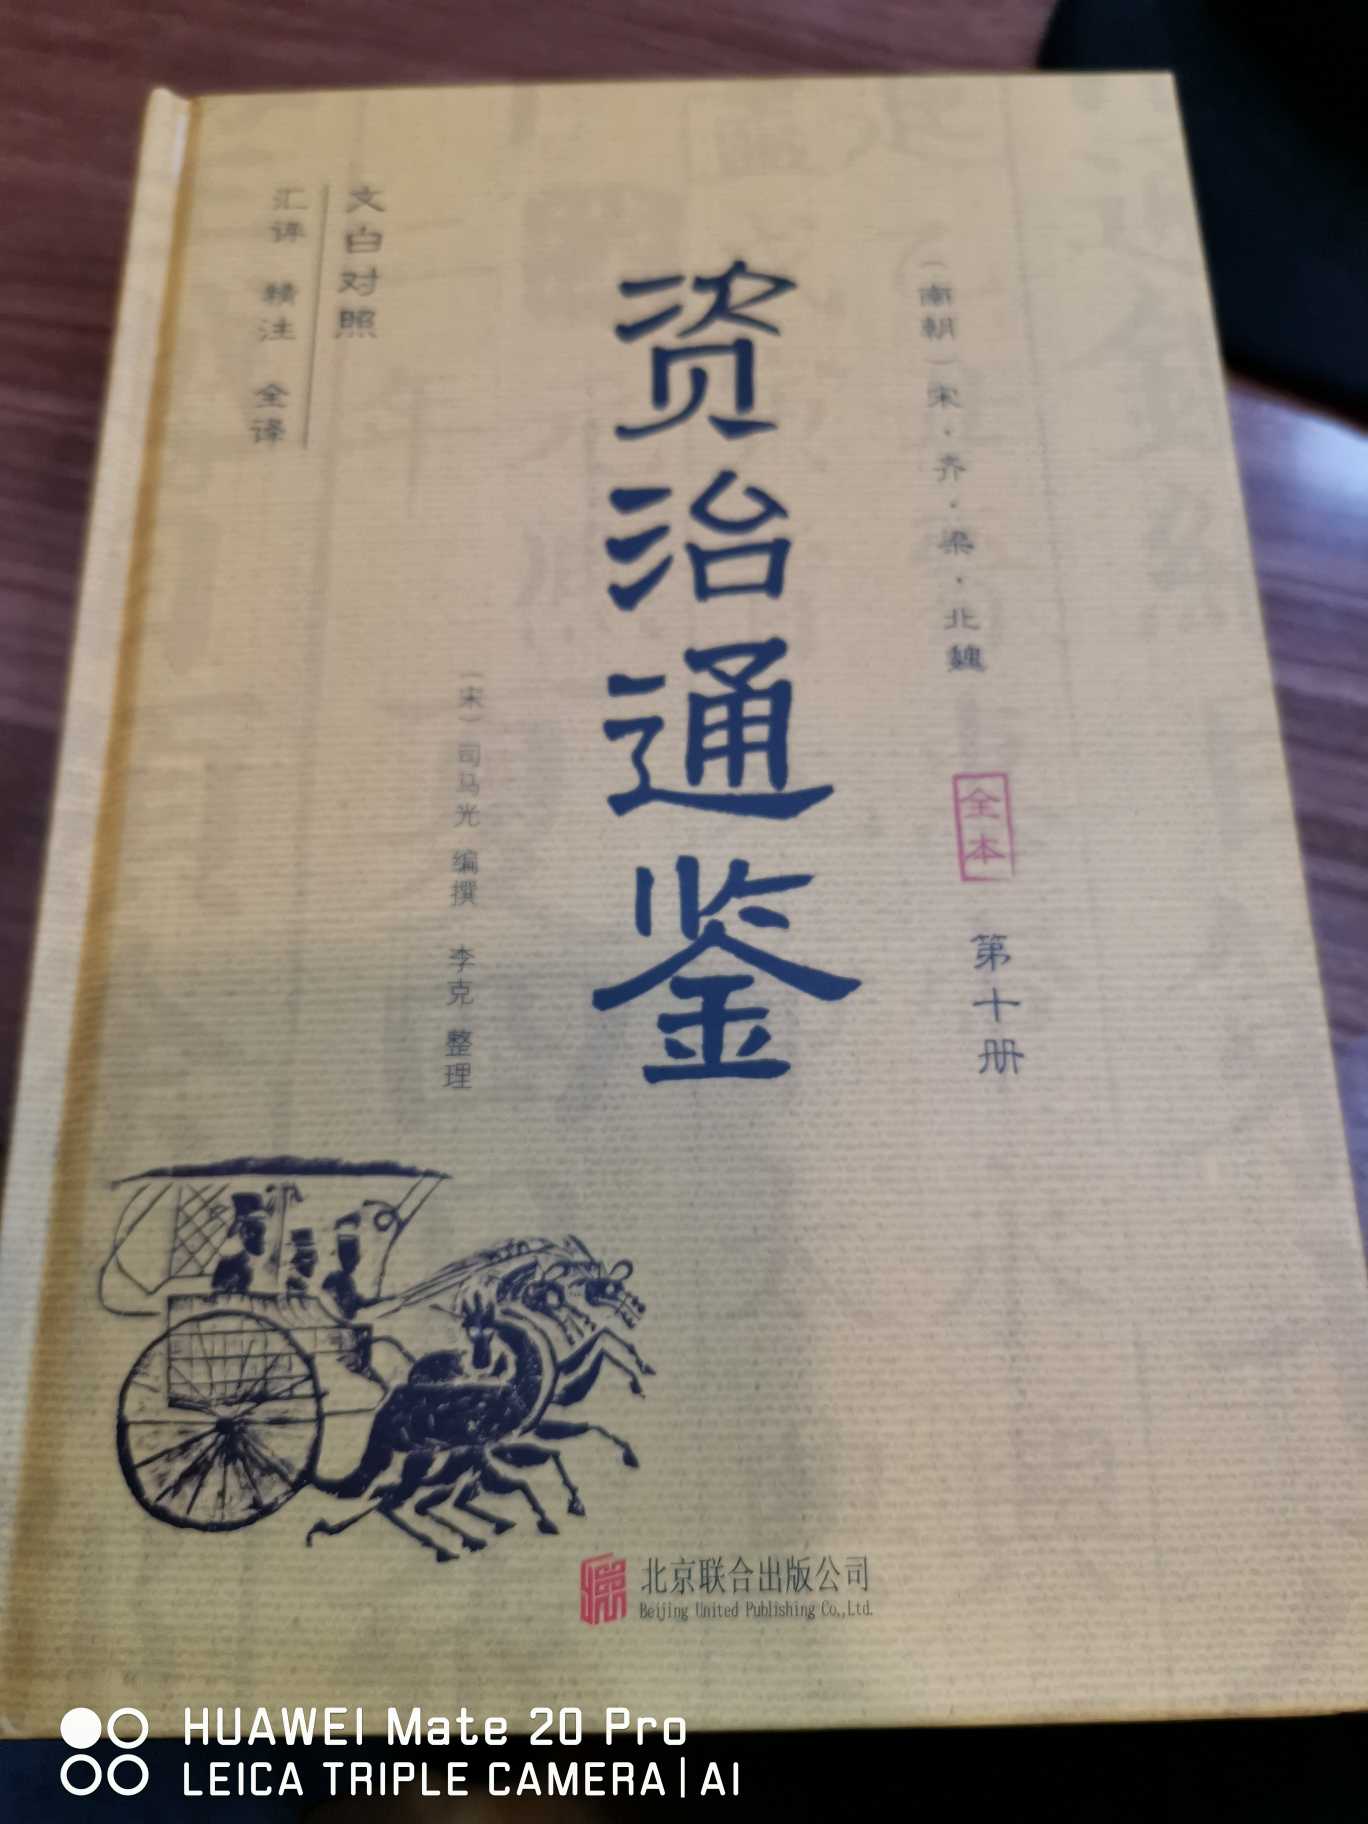 （南朝）宋·齐·梁·北魏
全本
第十册
资治通鉴
（宋）司马光 编撰 李克 整理
文白对照
汇评 精注 全译
北京联合出版公司
Beijing United Publishing Co.,Ltd.
HUAWEI Mate 20 Pro
LEICA TRIPLE CAMERA | AI